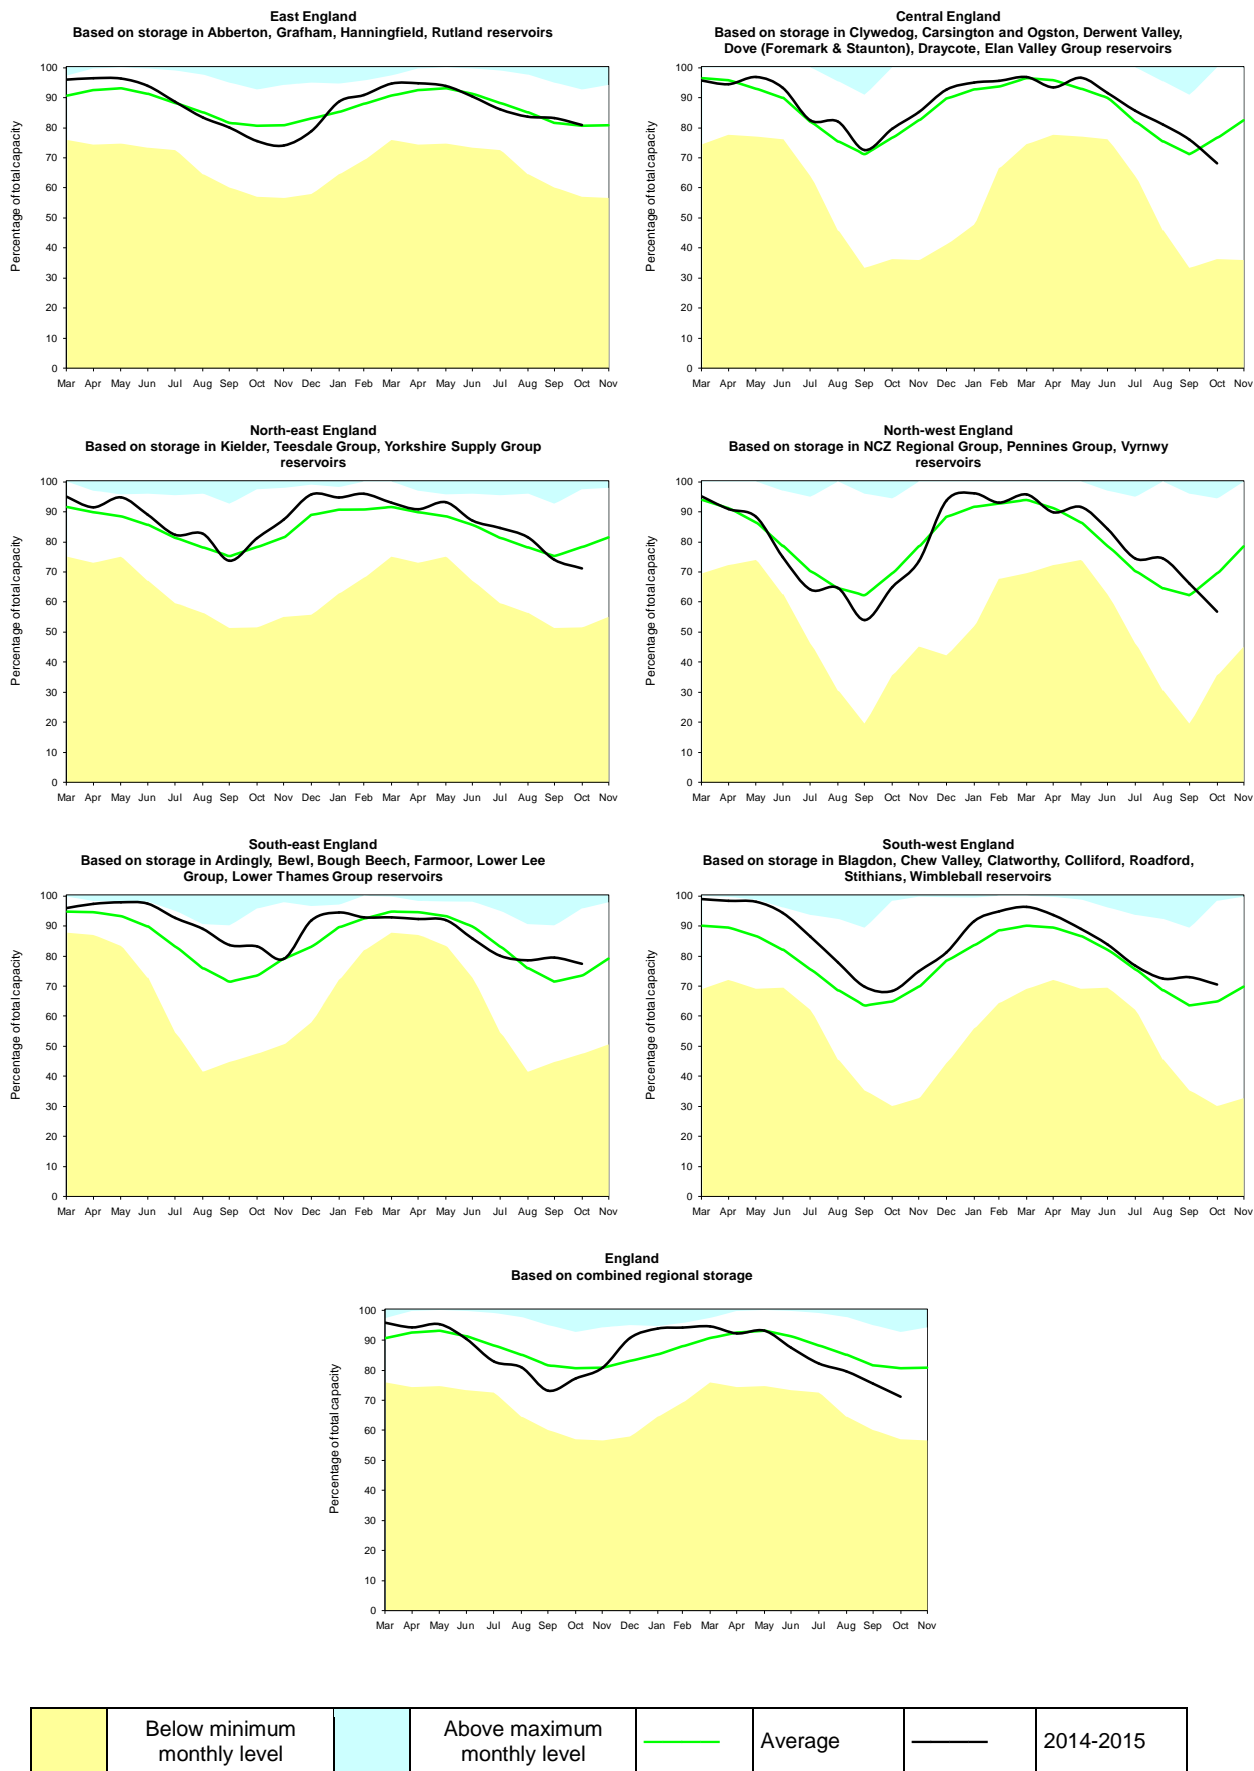 East England
Based on storage in Abberton, Grafham, Hanningfield, Rutland reservoirs
Percentage of total capacity
100
90
80
70
60
50
40
30
20
10
0
Mar Apr May Jun Jul Aug Sep Oct Nov Dec Jan Feb Mar Apr May Jun Jul Aug Sep Oct Nov
Central England
Based on storage in Clywedog, Carsington and Ogston, Derwent Valley,
Dove (Foremark & Staunton), Draycote, Elan Valley Group reservoirs
Percentage of total capacity
100
90
80
70
60
50
40
30
20
10
0
Mar Apr May Jun Jul Aug Sep Oct Nov Dec Jan Feb Mar Apr May Jun Jul Aug Sep Oct Nov
North-east England
Based on storage in Kielder, Teesdale Group, Yorkshire Supply Group
reservoirs
Percentage of total capacity
100
90
80
70
60
50
40
30
20
10
0
Mar Apr May Jun Jul Aug Sep Oct Nov Dec Jan Feb Mar Apr May Jun Jul Aug Sep Oct Nov
North-west England
Based on storage in NCZ Regional Group, Pennines Group, Vyrnwy
reservoirs
Percentage of total capacity
100
90
80
70
60
50
40
30
20
10
0
Mar Apr May Jun Jul Aug Sep Oct Nov Dec Jan Feb Mar Apr May Jun Jul Aug Sep Oct Nov
South-east England
Based on storage in Ardingly, Bewl, Bough Beech, Farmoor, Lower Lee
Group, Lower Thames Group reservoirs
Percentage of total capacity
100
90
80
70
60
50
40
30
20
10
0
Mar Apr May Jun Jul Aug Sep Oct Nov Dec Jan Feb Mar Apr May Jun Jul Aug Sep Oct Nov
South-west England
Based on storage in Blagdon, Chew Valley, Clatworthy, Colliford, Roadford,
Stithians, Wimbleball reservoirs
Percentage of total capacity
100
90
80
70
60
50
40
30
20
10
0
Mar Apr May Jun Jul Aug Sep Oct Nov Dec Jan Feb Mar Apr May Jun Jul Aug Sep Oct Nov
England
Based on combined regional storage
Percentage of total capacity
100
90
80
70
60
50
40
30
20
10
0
Mar Apr May Jun Jul Aug Sep Oct Nov Dec Jan Feb Mar Apr May Jun Jul Aug Sep Oct Nov
Below minimum
monthly level
Above maximum
monthly level
Average
2014-2015